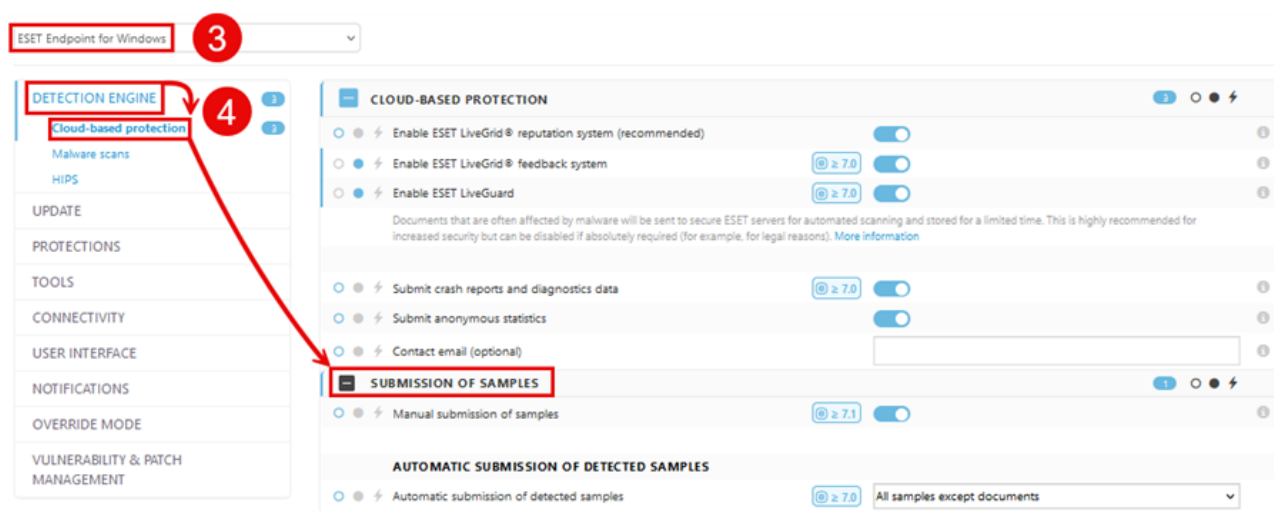 ESET Endpoint for Windows
3
DETECTION ENGINE
3
4
Cloud-based protection
3
Malware scans
HIPS
UPDATE
PROTECTIONS
TOOLS
CONNECTIVITY
USER INTERFACE
NOTIFICATIONS
OVERRIDE MODE
VULNERABILITY & PATCH
MANAGEMENT
CLOUD-BASED PROTECTION
3
Enable ESET LiveGrid® reputation system (recommended)
Enable ESET LiveGrid® feedback system
≥ 7.0
Enable ESET LiveGuard
≥ 7.0
Documents that are often affected by malware will be sent to secure ESET servers for automated scanning and stored for a limited time. This is highly recommended for
increased security but can be disabled if absolutely required (for example, for legal reasons). More information
Submit crash reports and diagnostics data
≥ 7.0
Submit anonymous statistics
Contact email (optional)
SUBMISSION OF SAMPLES
1
Manual submission of samples
≥ 7.1
AUTOMATIC SUBMISSION OF DETECTED SAMPLES
Automatic submission of detected samples
≥ 7.0
All samples except documents